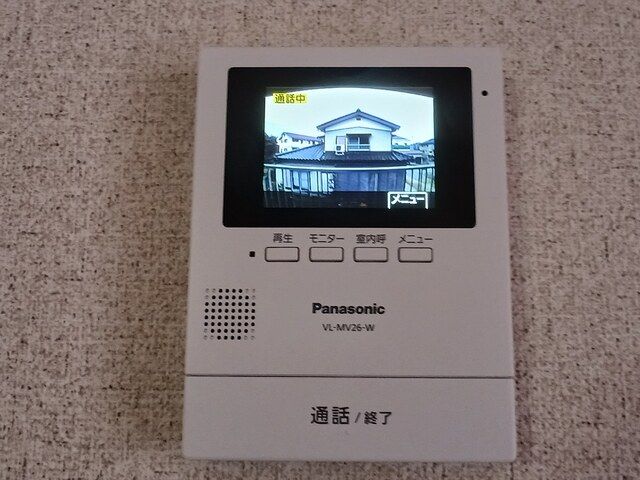 通話中
メニュー
再生 モニター 室内呼 メニュー
Panasonic
VL-MV26-W
通話 / 終了